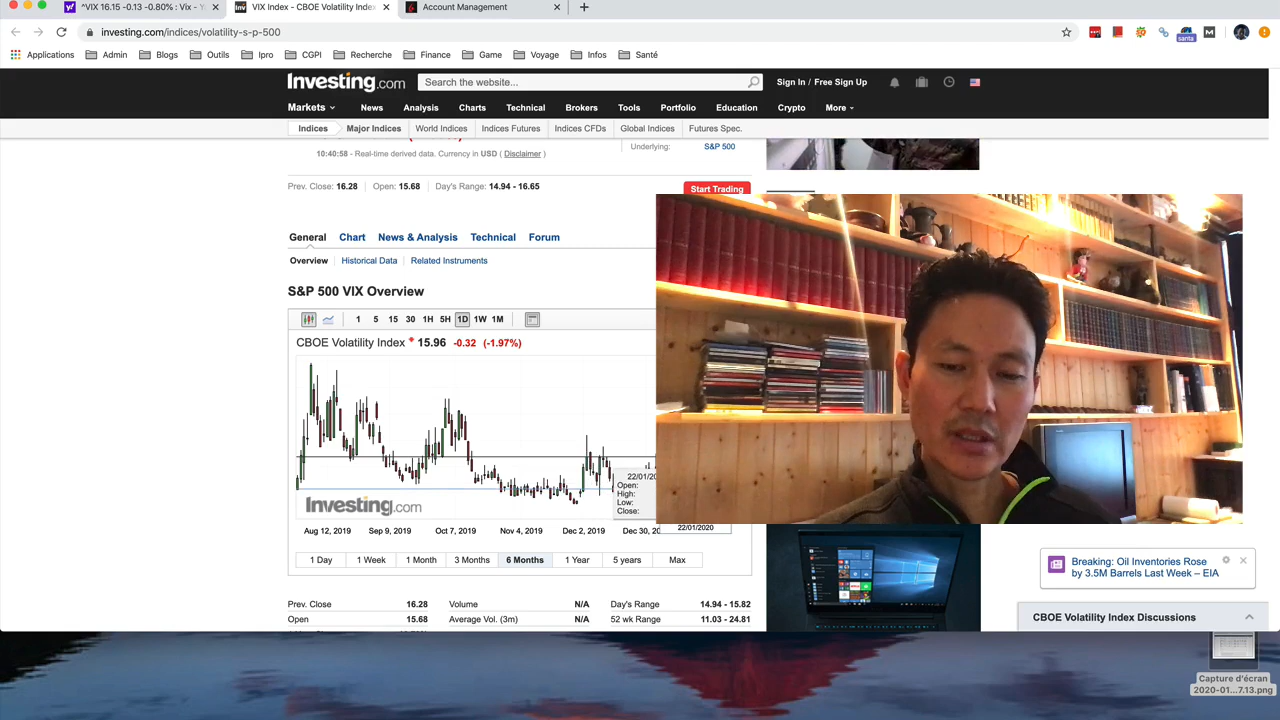 ^VIX 16.15 -0.13 -0.80% : Vix - Y
VIX Index - CBOE Volatility Index
Account Management
investing.com/indices/volatility-s-p-500
santa
Applications Admin Blogs Outils Ipro CGPI Recherche Finance Game Voyage Infos Santé
Investing.com
Search the website...
Sign In / Free Sign Up
Markets News Analysis Charts Technical Brokers Tools Portfolio Education Crypto More
Indices Major Indices World Indices Indices Futures Indices CFDs Global Indices Futures Spec.
10:40:58 - Real-time derived data. Currency in USD ( Disclaimer )
Underlying: S&P 500
Prev. Close: 16.28 Open: 15.68 Day's Range: 14.94 - 16.65
Start Trading
General Chart News & Analysis Technical Forum
Overview Historical Data Related Instruments
S&P 500 VIX Overview
1 5 15 30 1H 5H 1D 1W 1M
CBOE Volatility Index 15.96 -0.32 (-1.97%)
22/01/20
Open:
High:
Low:
Close:
Investing.com
Aug 12, 2019 Sep 9, 2019 Oct 7, 2019 Nov 4, 2019 Dec 2, 2019 Dec 30, 20
22/01/2020
1 Day 1 Week 1 Month 3 Months 6 Months 1 Year 5 years Max
Prev. Close 16.28 Volume N/A Day's Range 14.94 - 15.82
Open 15.68 Average Vol. (3m) N/A 52 wk Range 11.03 - 24.81
Breaking: Oil Inventories Rose
by 3.5M Barrels Last Week – EIA
CBOE Volatility Index Discussions
Capture d'écran
2020-01...7.13.png